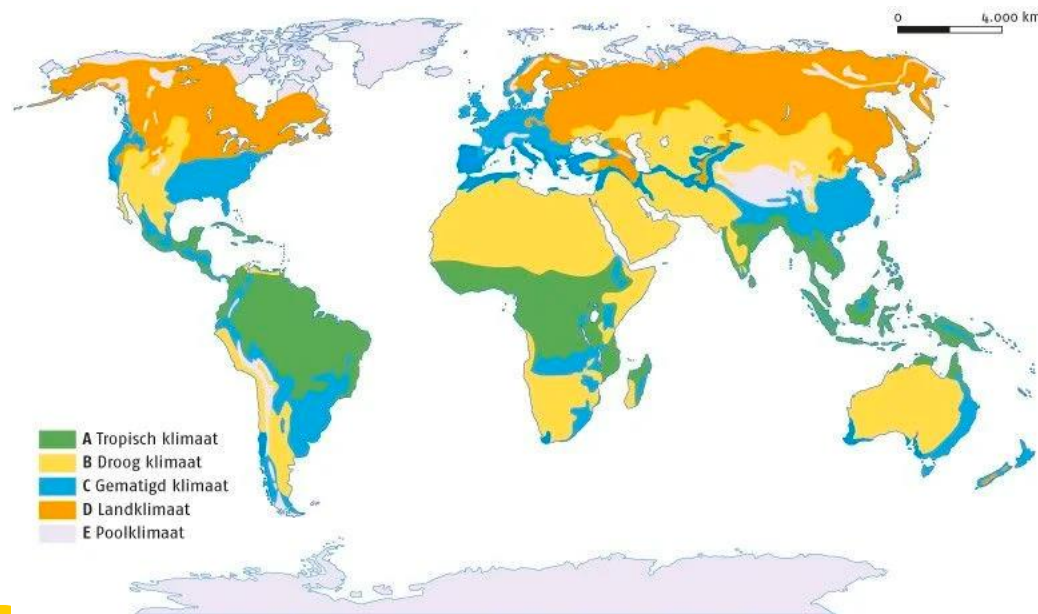 0 4.000 km
A Tropisch klimaat
B Droog klimaat
C Gematigd klimaat
D Landklimaat
E Poolklimaat